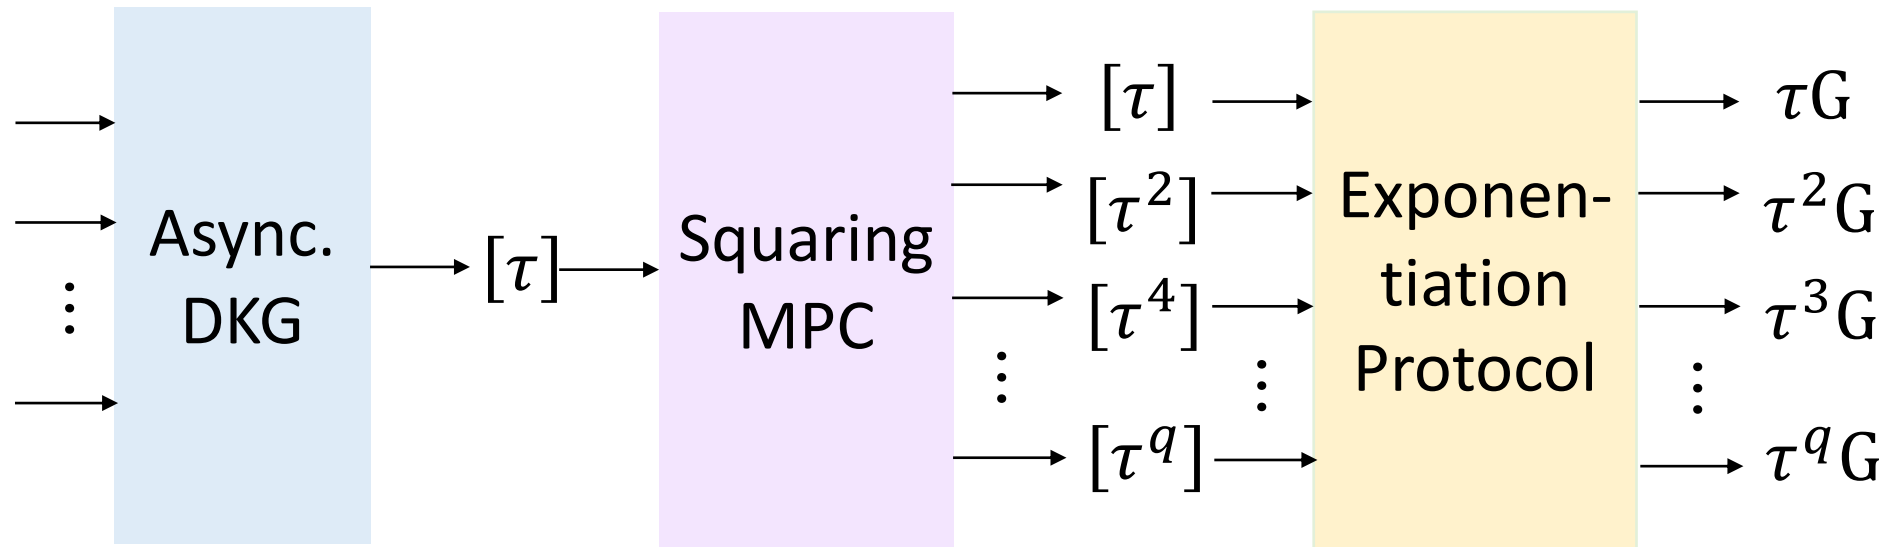 Async.
DKG
[τ]
Squaring
MPC
[τ]
[τ²]
[τ⁴]
⋮
[τ^q]
Exponen-
tiation
Protocol
τG
τ²G
τ³G
⋮
τ^qG